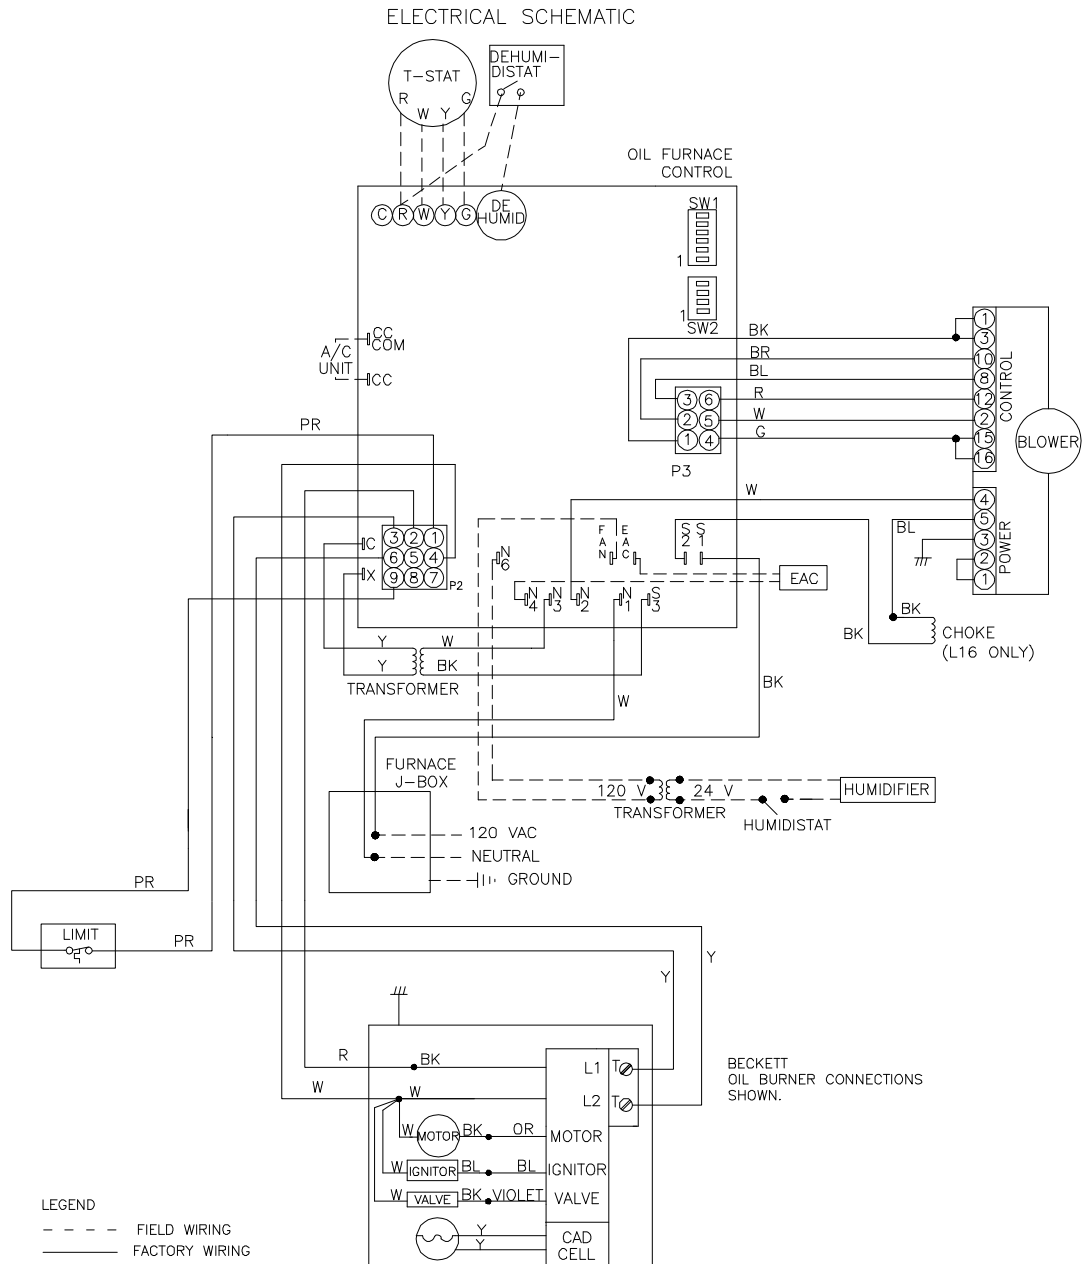 ELECTRICAL SCHEMATIC
T-STAT
R
W
Y
G
DEHUMI-
DISTAT
OIL FURNACE
CONTROL
C
R
W
Y
G
DE
HUMID
SW1
1
1
SW2
CC
COM
A/C
UNIT
CC
BK
BR
BL
R
W
G
3
6
2
5
1
4
P3
1
3
10
8
12
2
15
16
CONTROL
BLOWER
PR
W
4
5
3
2
1
POWER
BL
C
X
3
2
1
6
5
4
9
8
7
P2
N
6
F
A
N
E
A
C
S
2
S
1
EAC
N
4
N
3
N
2
N
1
S
3
BK
BK
CHOKE
(L16 ONLY)
Y
W
Y
BK
TRANSFORMER
W
BK
FURNACE
J-BOX
120 V
24 V
TRANSFORMER
HUMIDIFIER
HUMIDISTAT
120 VAC
NEUTRAL
GROUND
PR
LIMIT
PR
Y
Y
R
BK
L1
T
W
W
L2
T
BECKETT
OIL BURNER CONNECTIONS
SHOWN.
W
MOTOR
BK
OR
MOTOR
W
IGNITOR
BL
BL
IGNITOR
W
VALVE
BK
VIOLET
VALVE
Y
Y
CAD
CELL
LEGEND
FIELD WIRING
FACTORY WIRING